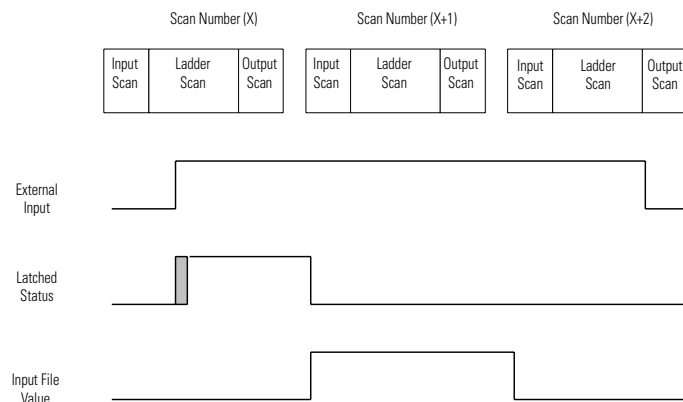 Scan Number (X)
Scan Number (X+1)
Scan Number (X+2)
Input
Scan
Ladder
Scan
Output
Scan
Input
Scan
Ladder
Scan
Output
Scan
Input
Scan
Ladder
Scan
Output
Scan
External
Input
Latched
Status
Input File
Value